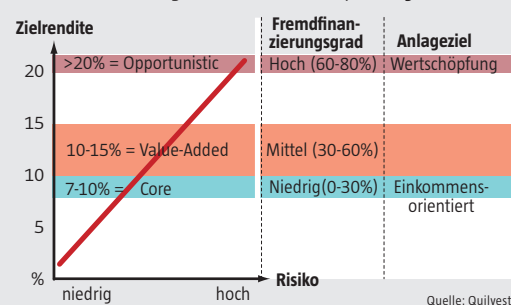 Zielrendite
Fremdfinan-
zierungsgrad
Anlageziel
20
>20% = Opportunistic
Hoch (60-80%)
Wertschöpfung
15
10-15% = Value-Added
Mittel (30-60%)
10
7-10% = Core
Niedrig(0-30%)
Einkommens-
orientiert
5
%
niedrig
hoch
Risiko
Quelle: Quilvest